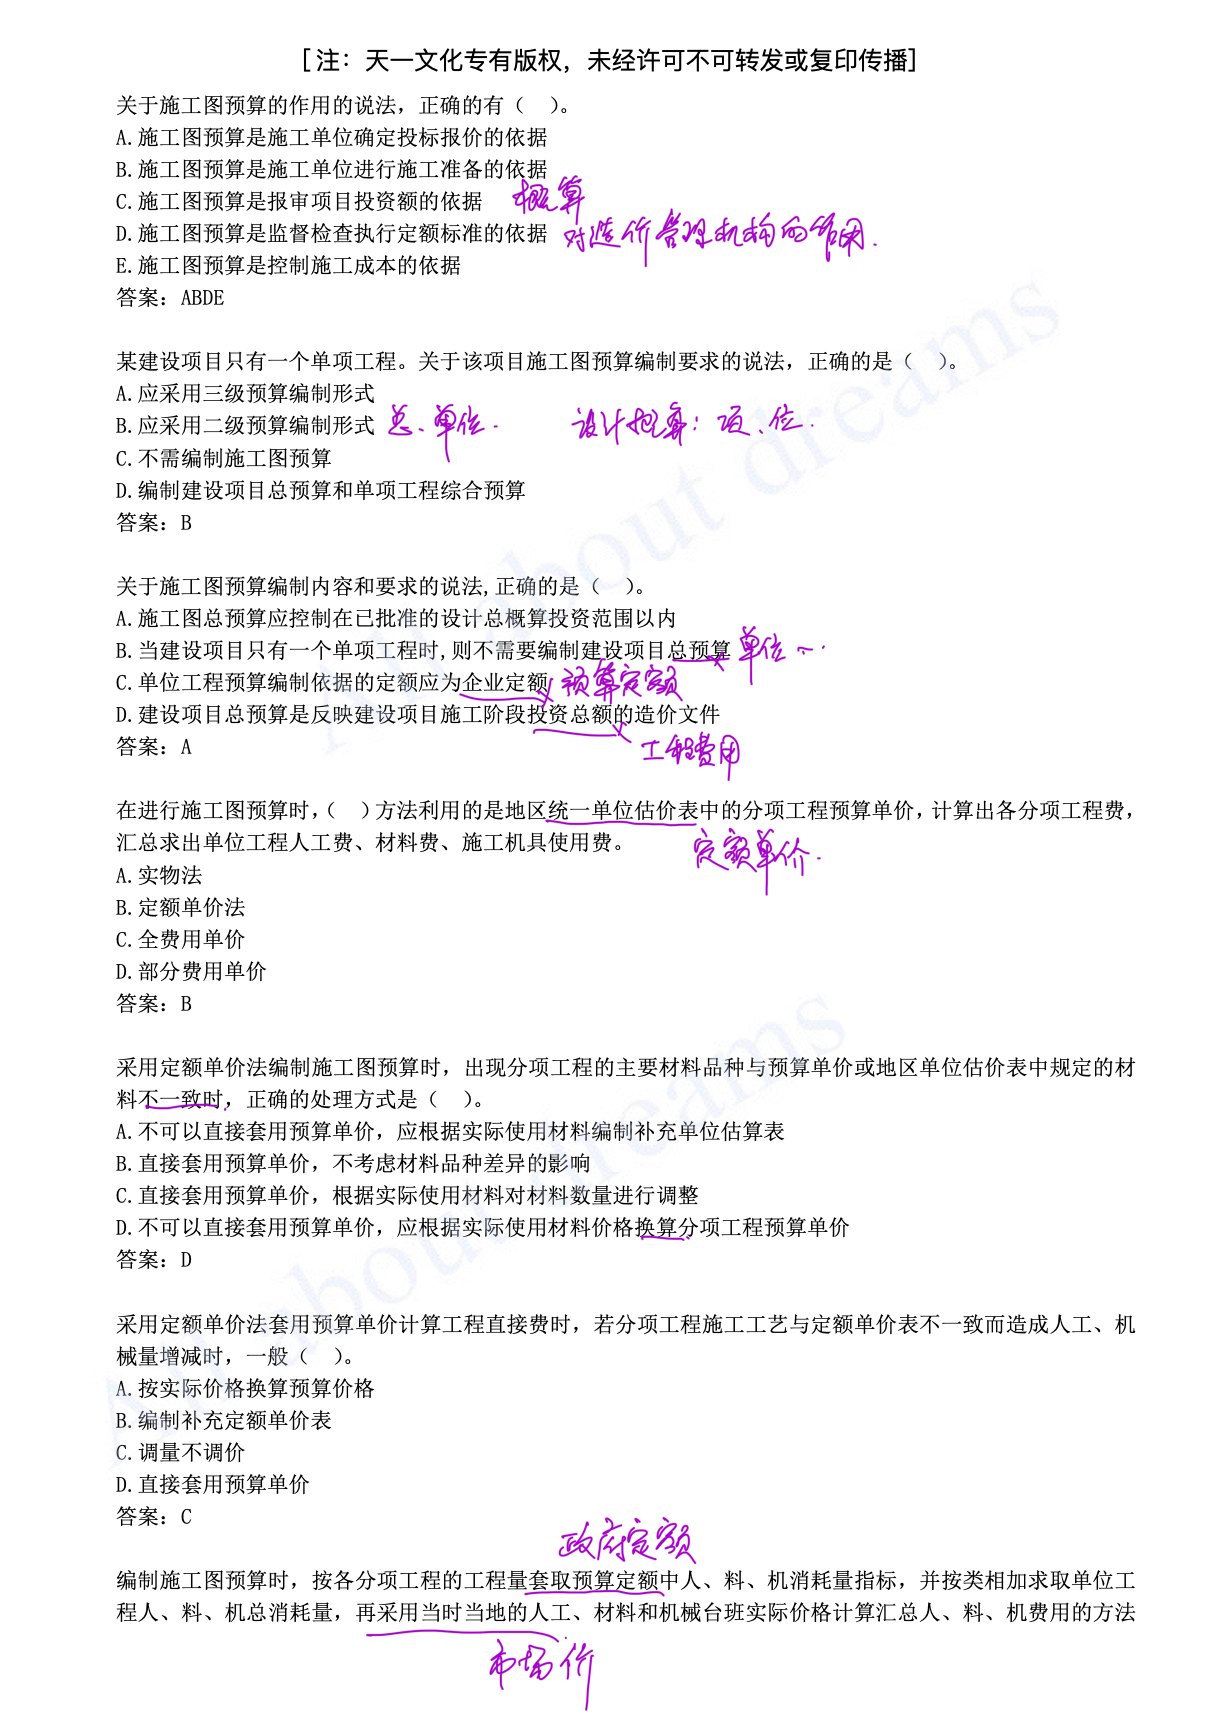 [注：天一文化专有版权，未经许可不可转发或复印传播]
关于施工图预算的作用的说法，正确的有（　）。
A.施工图预算是施工单位确定投标报价的依据
B.施工图预算是施工单位进行施工准备的依据
C.施工图预算是报审项目投资额的依据 概算
D.施工图预算是监督检查执行定额标准的依据 对造价管理机构的作用.
E.施工图预算是控制施工成本的依据
答案：ABDE
某建设项目只有一个单项工程。关于该项目施工图预算编制要求的说法，正确的是（　）。
A.应采用三级预算编制形式
B.应采用二级预算编制形式 总、单位. 设计概算：项、位.
C.不需编制施工图预算
D.编制建设项目总预算和单项工程综合预算
答案：B
关于施工图预算编制内容和要求的说法,正确的是（　）。
A.施工图总预算应控制在已批准的设计总概算投资范围以内
B.当建设项目只有一个单项工程时,则不需要编制建设项目总预算 单位～..
C.单位工程预算编制依据的定额应为企业定额 预算定额
D.建设项目总预算是反映建设项目施工阶段投资总额的造价文件
工程费用
答案：A
在进行施工图预算时，（　）方法利用的是地区统一单位估价表中的分项工程预算单价，计算出各分项工程费，
汇总求出单位工程人工费、材料费、施工机具使用费。 定额单价.
A.实物法
B.定额单价法
C.全费用单价
D.部分费用单价
答案：B
采用定额单价法编制施工图预算时，出现分项工程的主要材料品种与预算单价或地区单位估价表中规定的材
料不一致时，正确的处理方式是（　）。
A.不可以直接套用预算单价，应根据实际使用材料编制补充单位估算表
B.直接套用预算单价，不考虑材料品种差异的影响
C.直接套用预算单价，根据实际使用材料对材料数量进行调整
D.不可以直接套用预算单价，应根据实际使用材料价格换算分项工程预算单价
答案：D
采用定额单价法套用预算单价计算工程直接费时，若分项工程施工工艺与定额单价表不一致而造成人工、机
械量增减时，一般（　）。
A.按实际价格换算预算价格
B.编制补充定额单价表
C.调量不调价
D.直接套用预算单价
答案：C
政府定额
编制施工图预算时，按各分项工程的工程量套取预算定额中人、料、机消耗量指标，并按类相加求取单位工
程人、料、机总消耗量，再采用当时当地的人工、材料和机械台班实际价格计算汇总人、料、机费用的方法
市场价
All about dreams
All about dreams